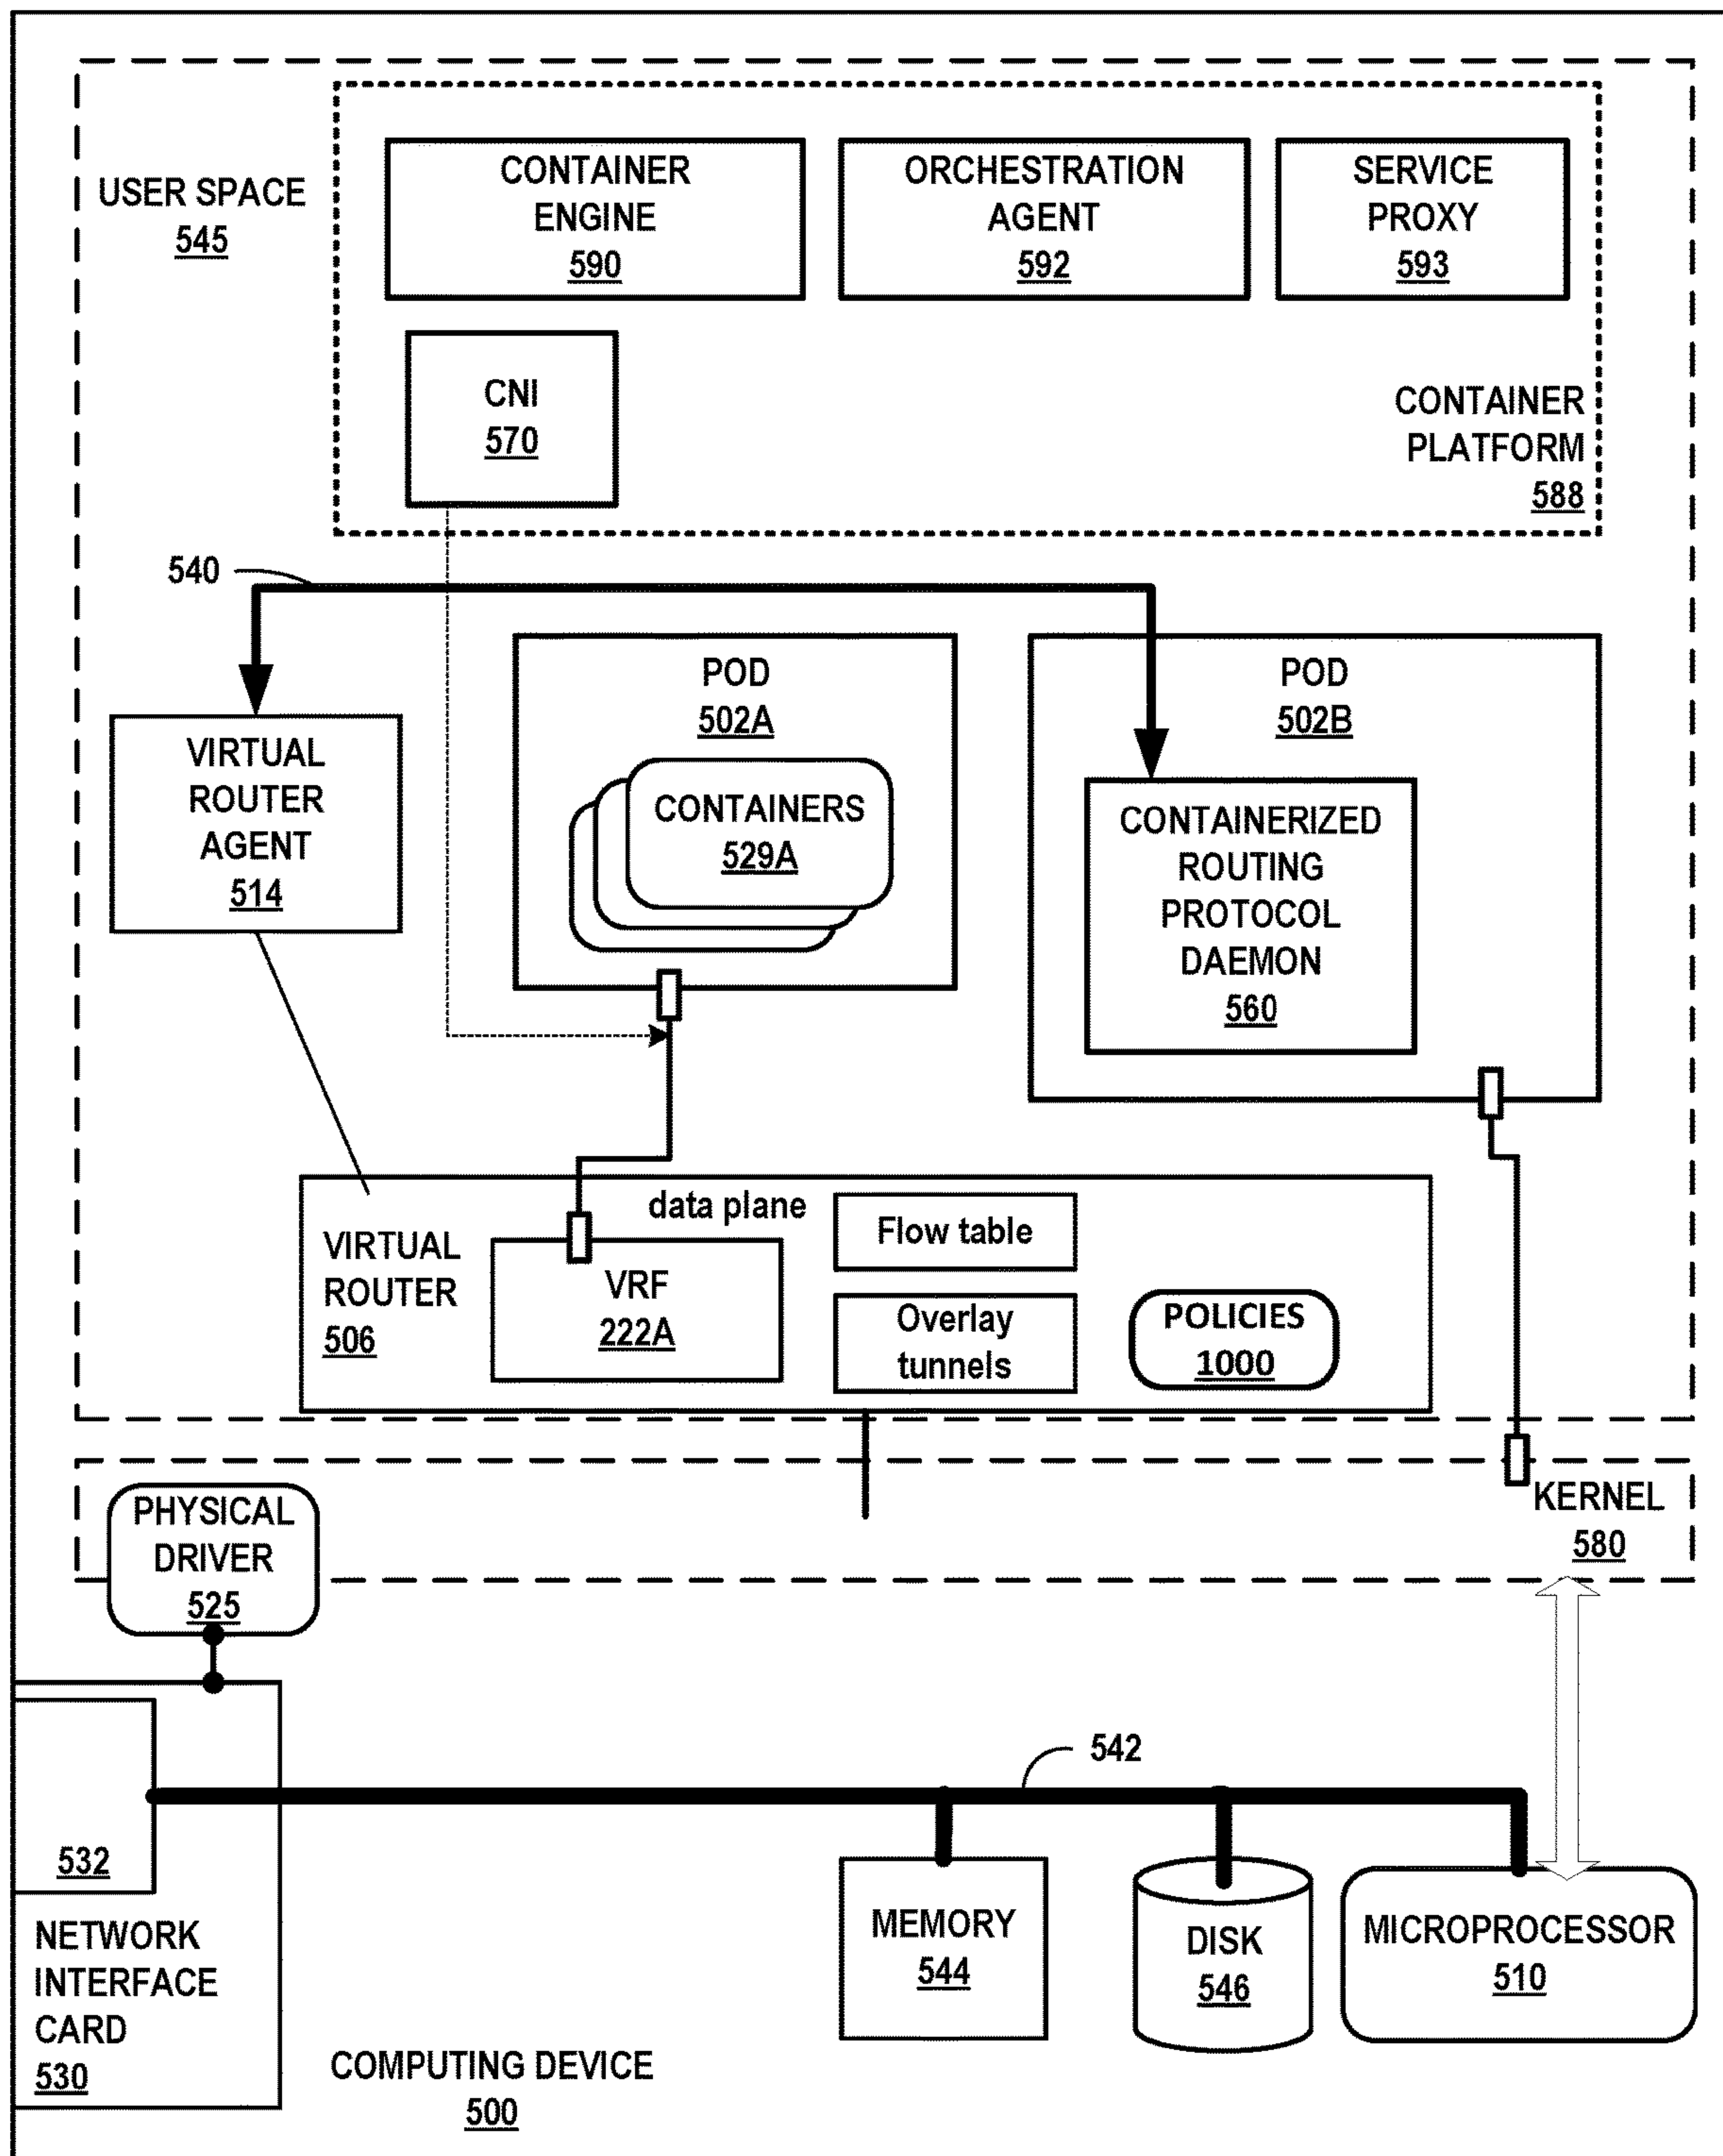 USER SPACE
545
CONTAINER
ENGINE
590
ORCHESTRATION
AGENT
592
SERVICE
PROXY
593
CNI
570
CONTAINER
PLATFORM
588
540
VIRTUAL
ROUTER
AGENT
514
POD
502A
CONTAINERS
529A
POD
502B
CONTAINERIZED
ROUTING
PROTOCOL
DAEMON
560
VIRTUAL
ROUTER
506
data plane
VRF
222A
Flow table
Overlay
tunnels
POLICIES
1000
PHYSICAL
DRIVER
525
KERNEL
580
542
532
NETWORK
INTERFACE
CARD
530
MEMORY
544
DISK
546
MICROPROCESSOR
510
COMPUTING DEVICE
500